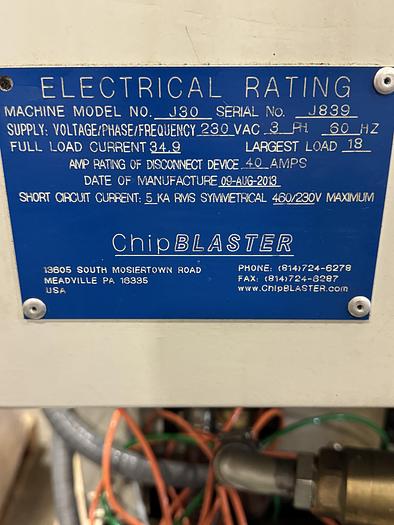 ELECTRICAL RATING
MACHINE MODEL NO. J30 SERIAL No. J839
SUPPLY: VOLTAGE/PHASE/FREQUENCY 230 VAC 3 PH 60 HZ
FULL LOAD CURRENT 34.9 LARGEST LOAD 18
AMP RATING OF DISCONNECT DEVICE 40 AMPS
DATE OF MANUFACTURE 09-AUG-2013
SHORT CIRCUIT CURRENT: 5 KA RMS SYMMETRICAL 460/230V MAXIMUM
ChipBLASTER
13605 SOUTH MOSIERTOWN ROAD
MEADVILLE PA 16335
USA
PHONE: (814)724-6278
FAX: (814)724-6287
www.ChipBLASTER.com